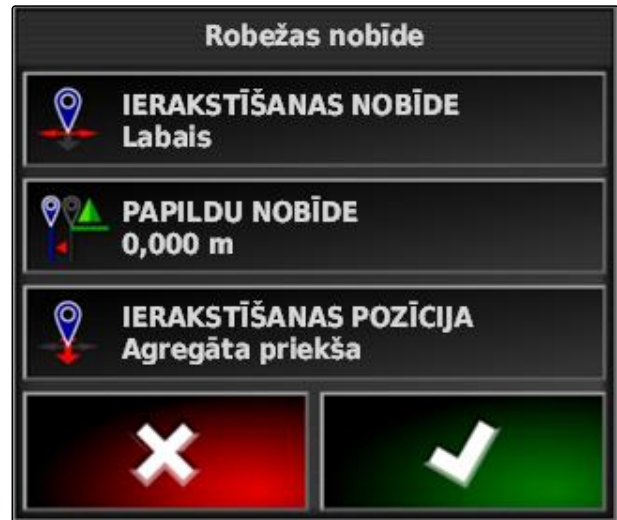 Robežas nobīde
IERAKSTĪŠANAS NOBĪDE
Labais
PAPILDU NOBĪDE
0,000 m
IERAKSTĪŠANAS POZĪCIJA
Agregāta priekša